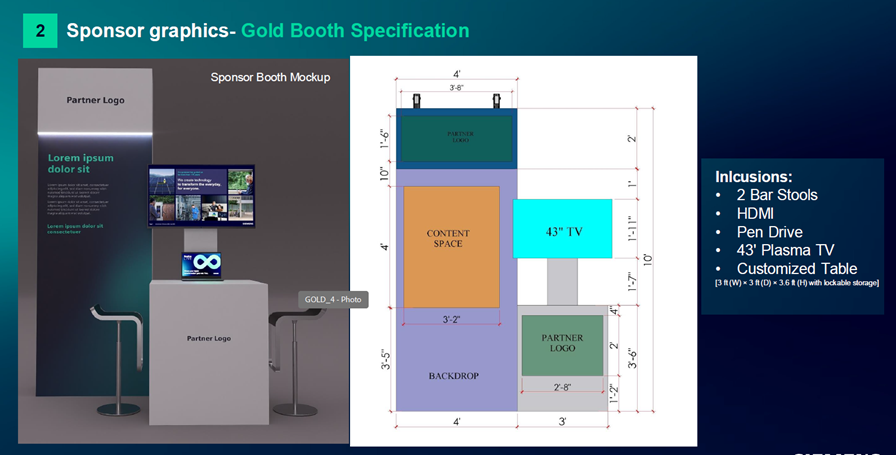 2
Sponsor graphics- Gold Booth Specification
Sponsor Booth Mockup
Partner Logo
Lorem ipsum
dolor sit
Lorem ipsum dolor sit
consectetuer
We create technology
to transform the everyday,
for everyone.
Partner Logo
GOLD_4 - Photo
4'
3'-8"
PARTNER
LOGO
1'-6"
10"
2'
1'
CONTENT
SPACE
43" TV
1'-11"
4'
10'
1'-7"
3'-2"
4"
PARTNER
LOGO
2'
3'-6"
BACKDROP
3'-5"
2'-8"
1'-2"
4'
3'
Inlcusions:
• 2 Bar Stools
• HDMI
• Pen Drive
• 43' Plasma TV
• Customized Table
[3 ft (W) × 3 ft (D) × 3.6 ft (H) with lockable storage]